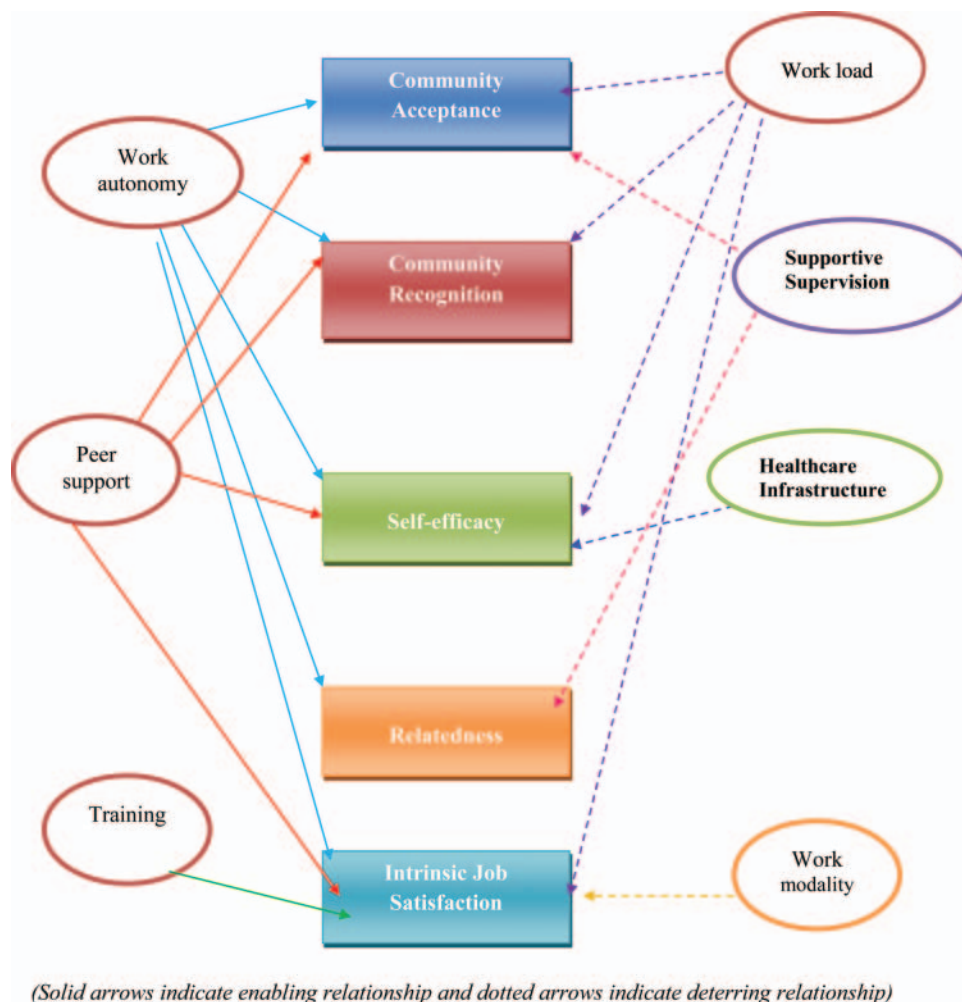 Community
Acceptance
Work load
Work
autonomy
Community
Recognition
Supportive
Supervision
Peer
support
Self-efficacy
Healthcare
Infrastructure
Relatedness
Training
Intrinsic Job
Satisfaction
Work
modality
(Solid arrows indicate enabling relationship and dotted arrows indicate deterring relationship)